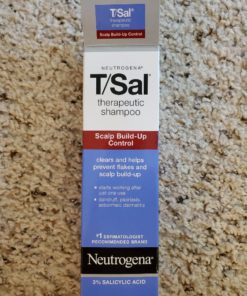 T/Sal®
therapeutic shampoo
Scalp Build-Up Control
NEUTROGENA®
T/Sal®
therapeutic
shampoo
Scalp Build-Up
Control
clears and helps
prevent flakes and
scalp build-up
starts working after
just one use
dandruff, psoriasis,
seborrheic dermatitis
#1 DERMATOLOGIST
RECOMMENDED BRAND
Neutrogena®
3% SALICYLIC ACID